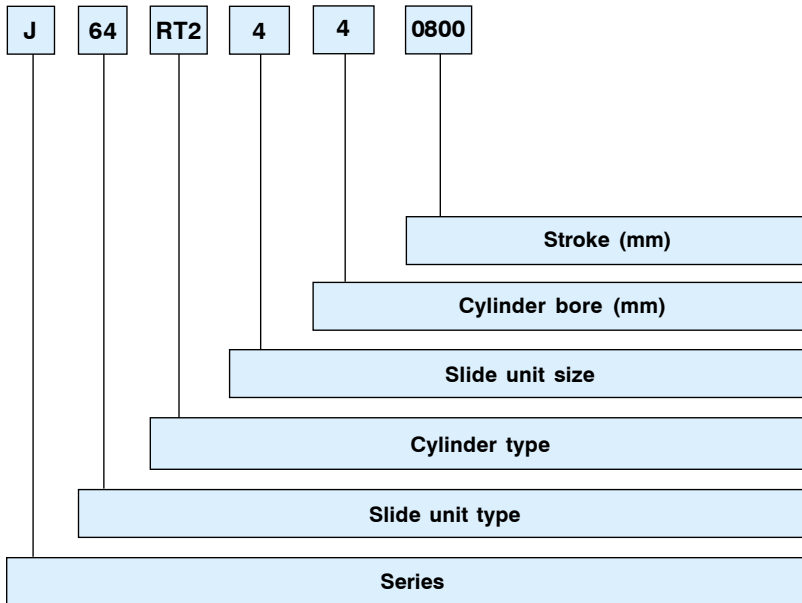 J 64 RT2 4 4 0800
Stroke (mm)
Cylinder bore (mm)
Slide unit size
Cylinder type
Slide unit type
Series